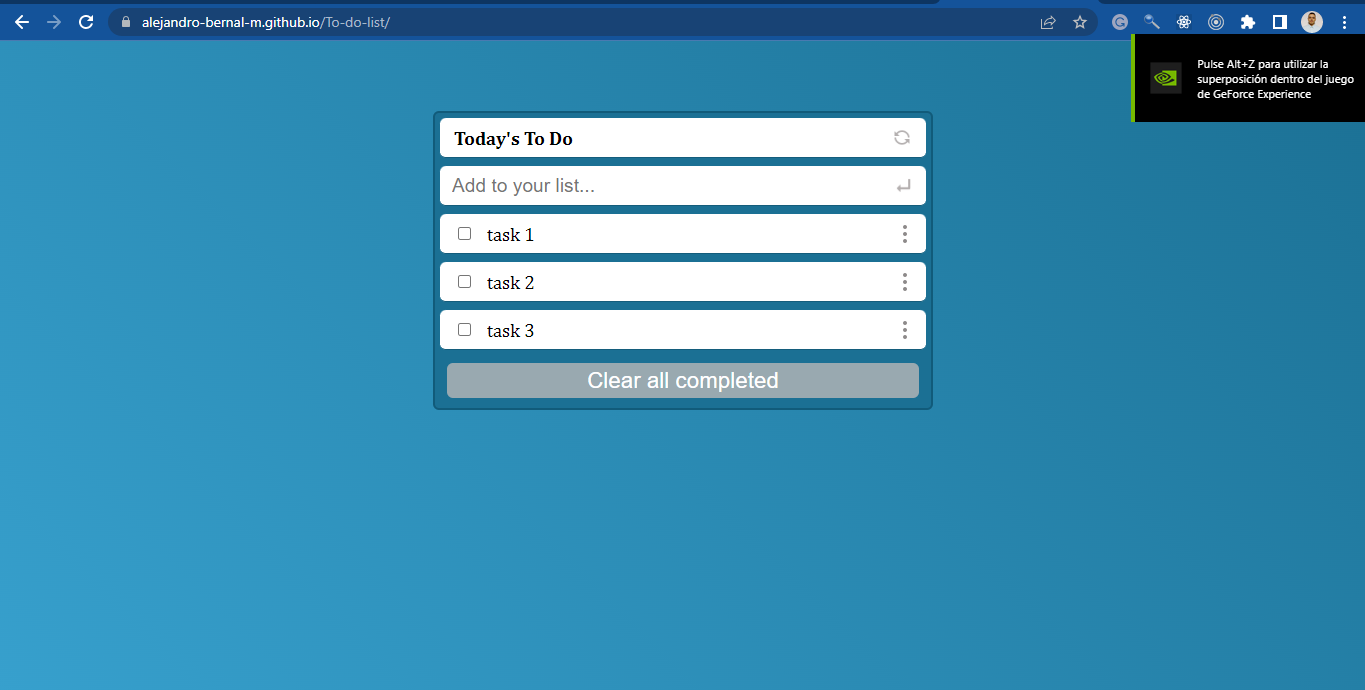 alejandro-bernal-m.github.io/To-do-list/
Pulse Alt+Z para utilizar la
superposición dentro del juego
de GeForce Experience
Today's To Do
Add to your list...
task 1
task 2
task 3
Clear all completed